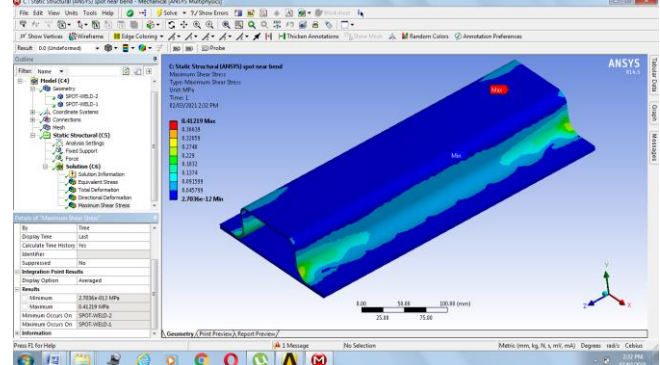 C : Static Structural (ANSYS) spot near bend - Mechanical [ANSYS Multiphysics]
File Edit View Units Tools Help Solve ?/Show Errors Worksheet
Show Vertices Wireframe Edge Coloring Thicken Annotations Show Mesh Random Colors Annotation Preferences
Result 0.0 (Undeformed) Probe
Outline
Filter: Name
Model (C4)
Geometry
SPOT-WELD-2
SPOT-WELD-1
Coordinate Systems
Connections
Mesh
Static Structural (C5)
Analysis Settings
Fixed Support
Force
Solution (C6)
Solution Information
Equivalent Stress
Total Deformation
Directional Deformation
Maximum Shear Stress
Details of "Maximum Shear Stress"
By Time
Display Time Last
Calculate Time History Yes
Identifier
Suppressed No
Integration Point Results
Display Option Averaged
Results
Minimum 2.7036e-012 MPa
Maximum 0.41219 MPa
Minimum Occurs On SPOT-WELD-2
Maximum Occurs On SPOT-WELD-1
Information
C: Static Structural (ANSYS) spot near bend
Maximum Shear Stress
Type: Maximum Shear Stress
Unit: MPa
Time: 1
02/03/2021 2:32 PM
0.41219 Max
0.36639
0.32059
0.2748
0.229
0.1832
0.1374
0.091599
0.045799
2.7036e-12 Min
Max
Min
ANSYS
R14.5
0.00 50.00 100.00 (mm)
25.00 75.00
Y
Z X
Geometry Print Preview Report Preview
Tabular Data
Graph
Messages
Press F1 for Help 1 Message No Selection Metric (mm, kg, N, s, mV, mA) Degrees rad/s Celsius
2:32 PM